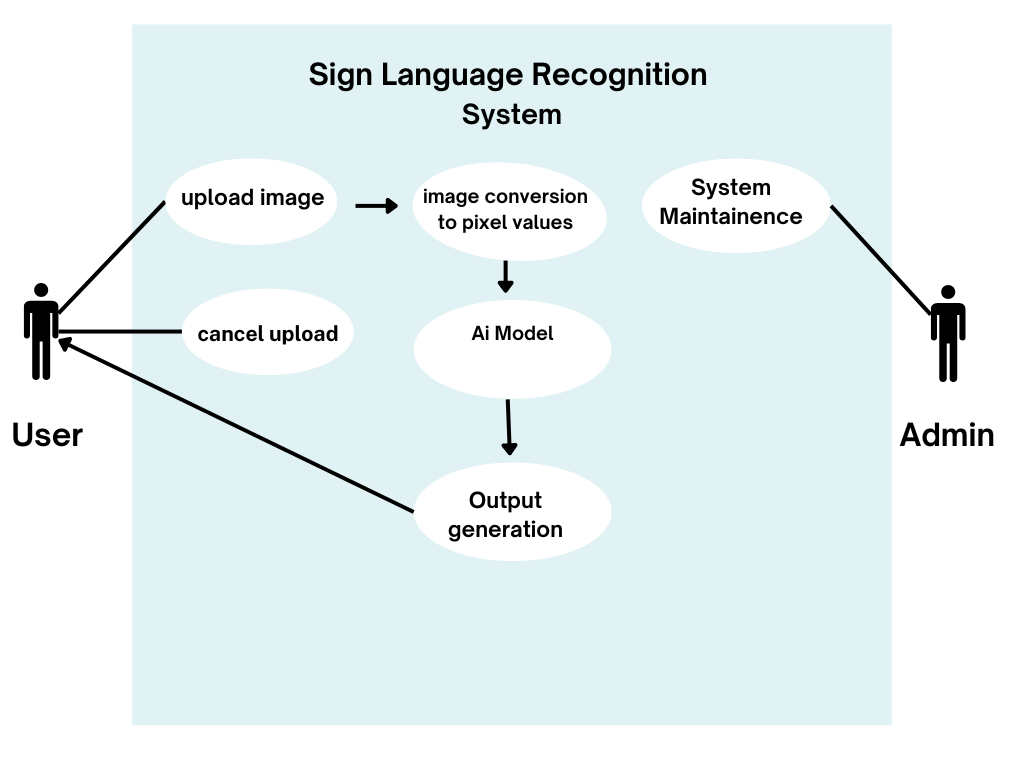 Sign Language Recognition
System
upload image
image conversion
to pixel values
System
Maintainence
cancel upload
Ai Model
User
Admin
Output
generation